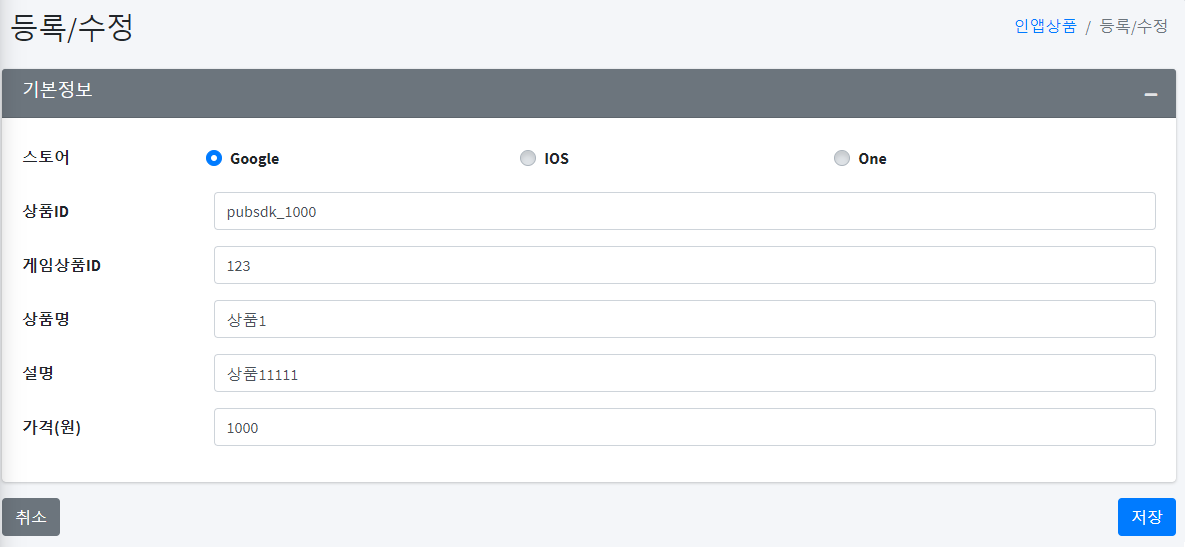 등록/수정
인앱상품 / 등록/수정
기본정보
스토어 Google IOS One
상품ID pubsdk_1000
게임상품ID 123
상품명 상품1
설명 상품11111
가격(원) 1000
취소 저장